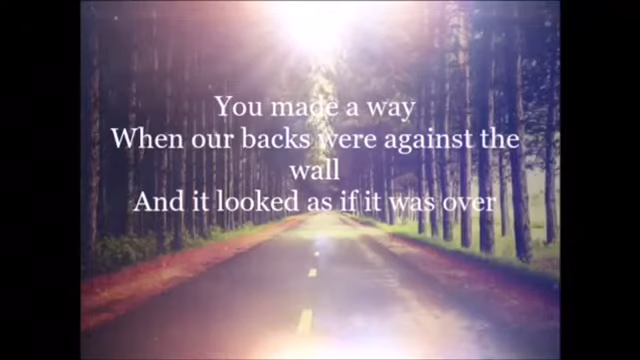 You made a way
When our backs were against the
wall
And it looked as if it was over